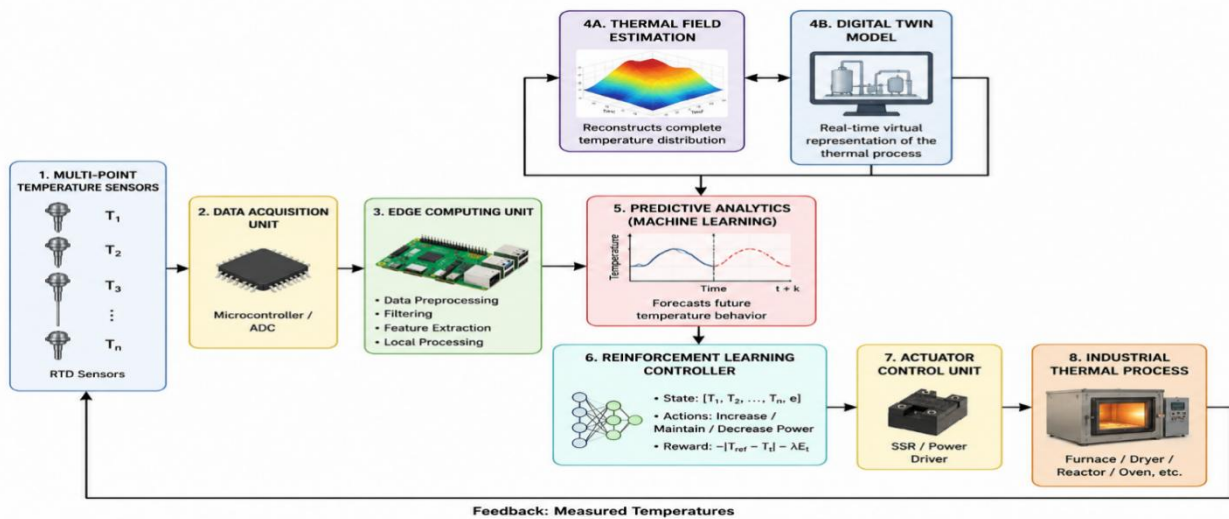 4A. THERMAL FIELD
ESTIMATION
Reconstructs complete
temperature distribution
4B. DIGITAL TWIN
MODEL
Real-time virtual
representation of the
thermal process
1. MULTI-POINT
TEMPERATURE SENSORS
T₁
T₂
T₃
⋮
Tₙ
RTD Sensors
2. DATA ACQUISITION
UNIT
Microcontroller /
ADC
3. EDGE COMPUTING UNIT
• Data Preprocessing
• Filtering
• Feature Extraction
• Local Processing
5. PREDICTIVE ANALYTICS
(MACHINE LEARNING)
Temperature
Time
t + k
Forecasts future
temperature behavior
6. REINFORCEMENT LEARNING
CONTROLLER
• State: [T₁, T₂, ..., Tₙ, e]
• Actions: Increase /
Maintain / Decrease Power
• Reward: −|T_ref − T_t| − λE_t
7. ACTUATOR
CONTROL UNIT
SSR / Power
Driver
8. INDUSTRIAL
THERMAL PROCESS
Furnace / Dryer /
Reactor / Oven, etc.
Feedback: Measured Temperatures